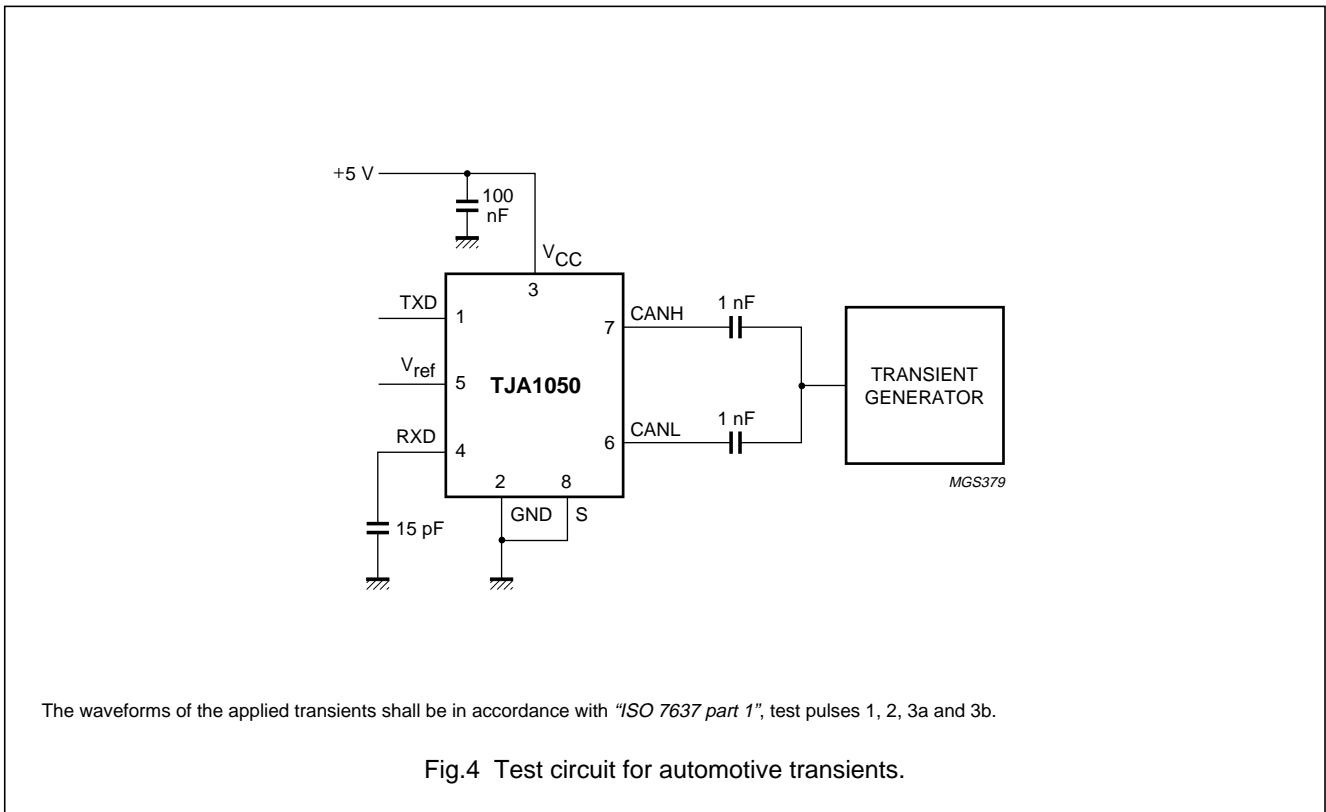 +5 V
100
nF
VCC
3
TXD
1
Vref
5
RXD
4
TJA1050
7
CANH
1 nF
6
CANL
1 nF
TRANSIENT
GENERATOR
MGS379
2
8
GND
S
15 pF
The waveforms of the applied transients shall be in accordance with “ISO 7637 part 1”, test pulses 1, 2, 3a and 3b.
Fig.4 Test circuit for automotive transients.